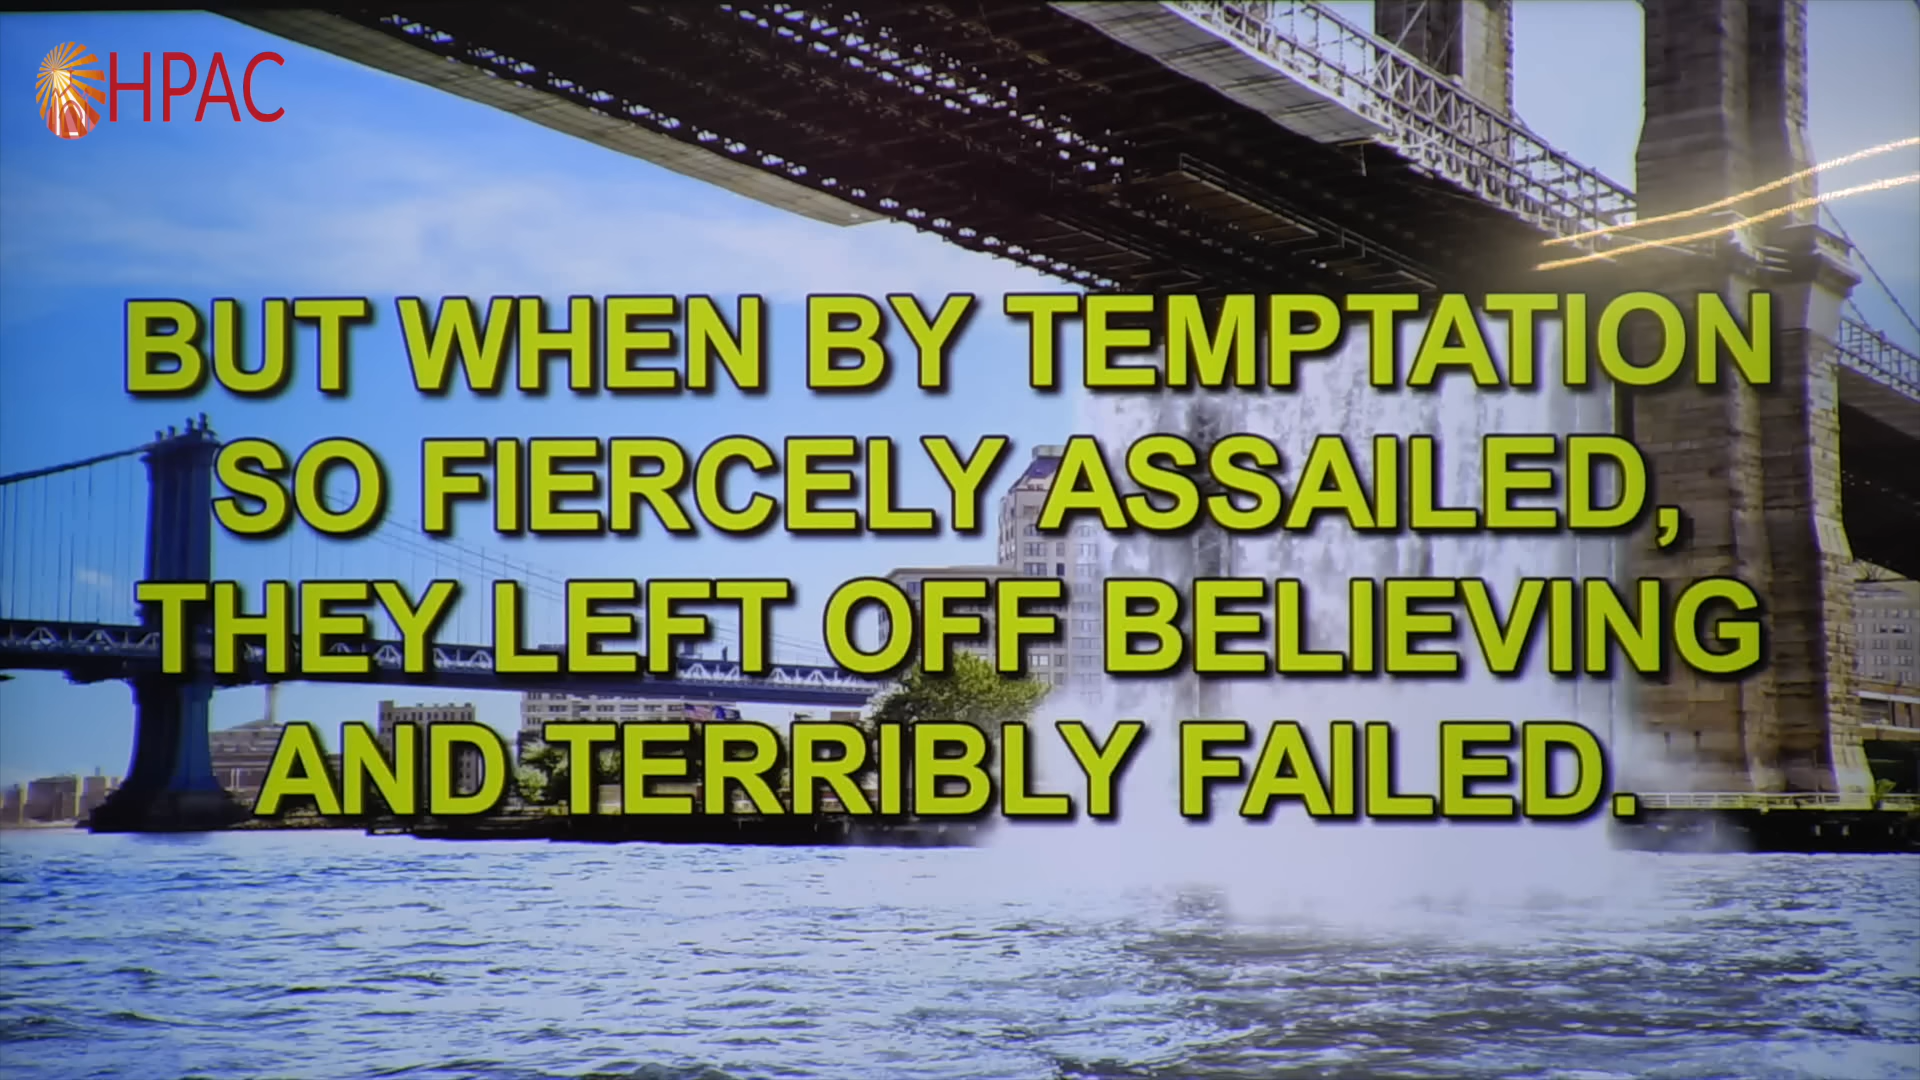 HPAC
BUT WHEN BY TEMPTATION
SO FIERCELY ASSAILED,
THEY LEFT OFF BELIEVING
AND TERRIBLY FAILED.